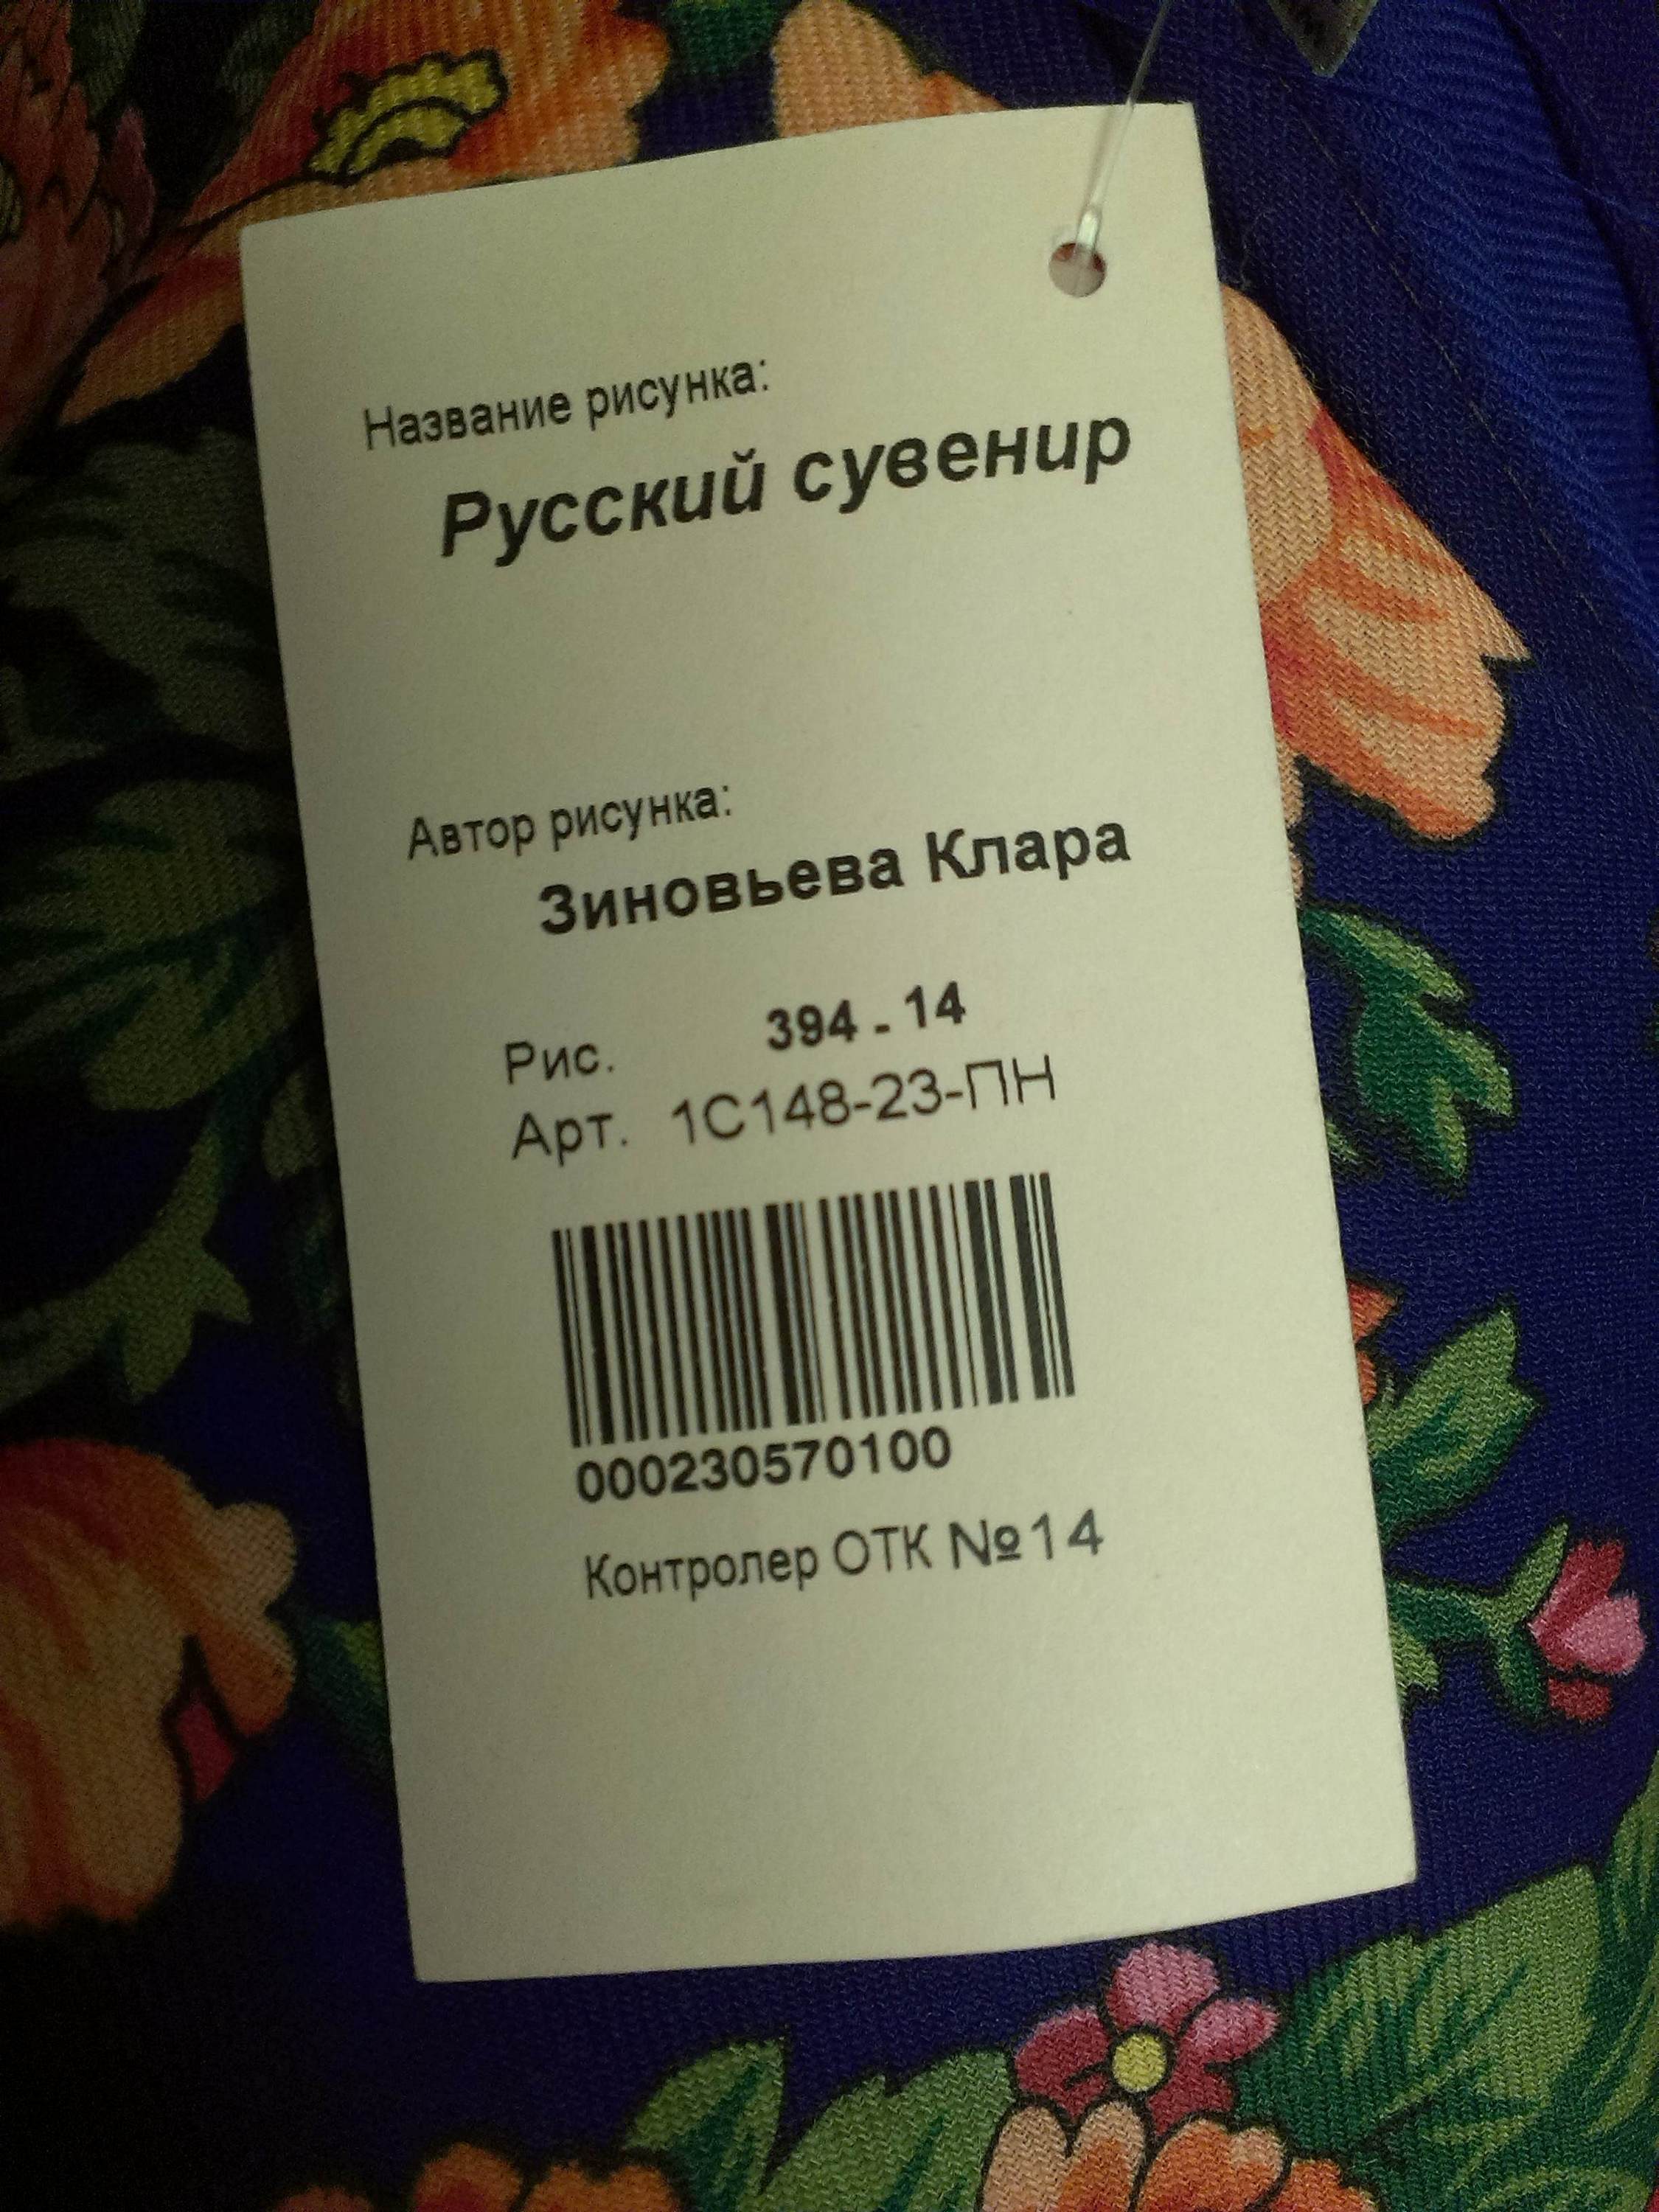 Название рисунка:
Русский сувенир
Автор рисунка:
Зиновьева Клара
Рис. 394 - 14
Арт. 1С148-23-ПН
000230570100
Контролер ОТК №14